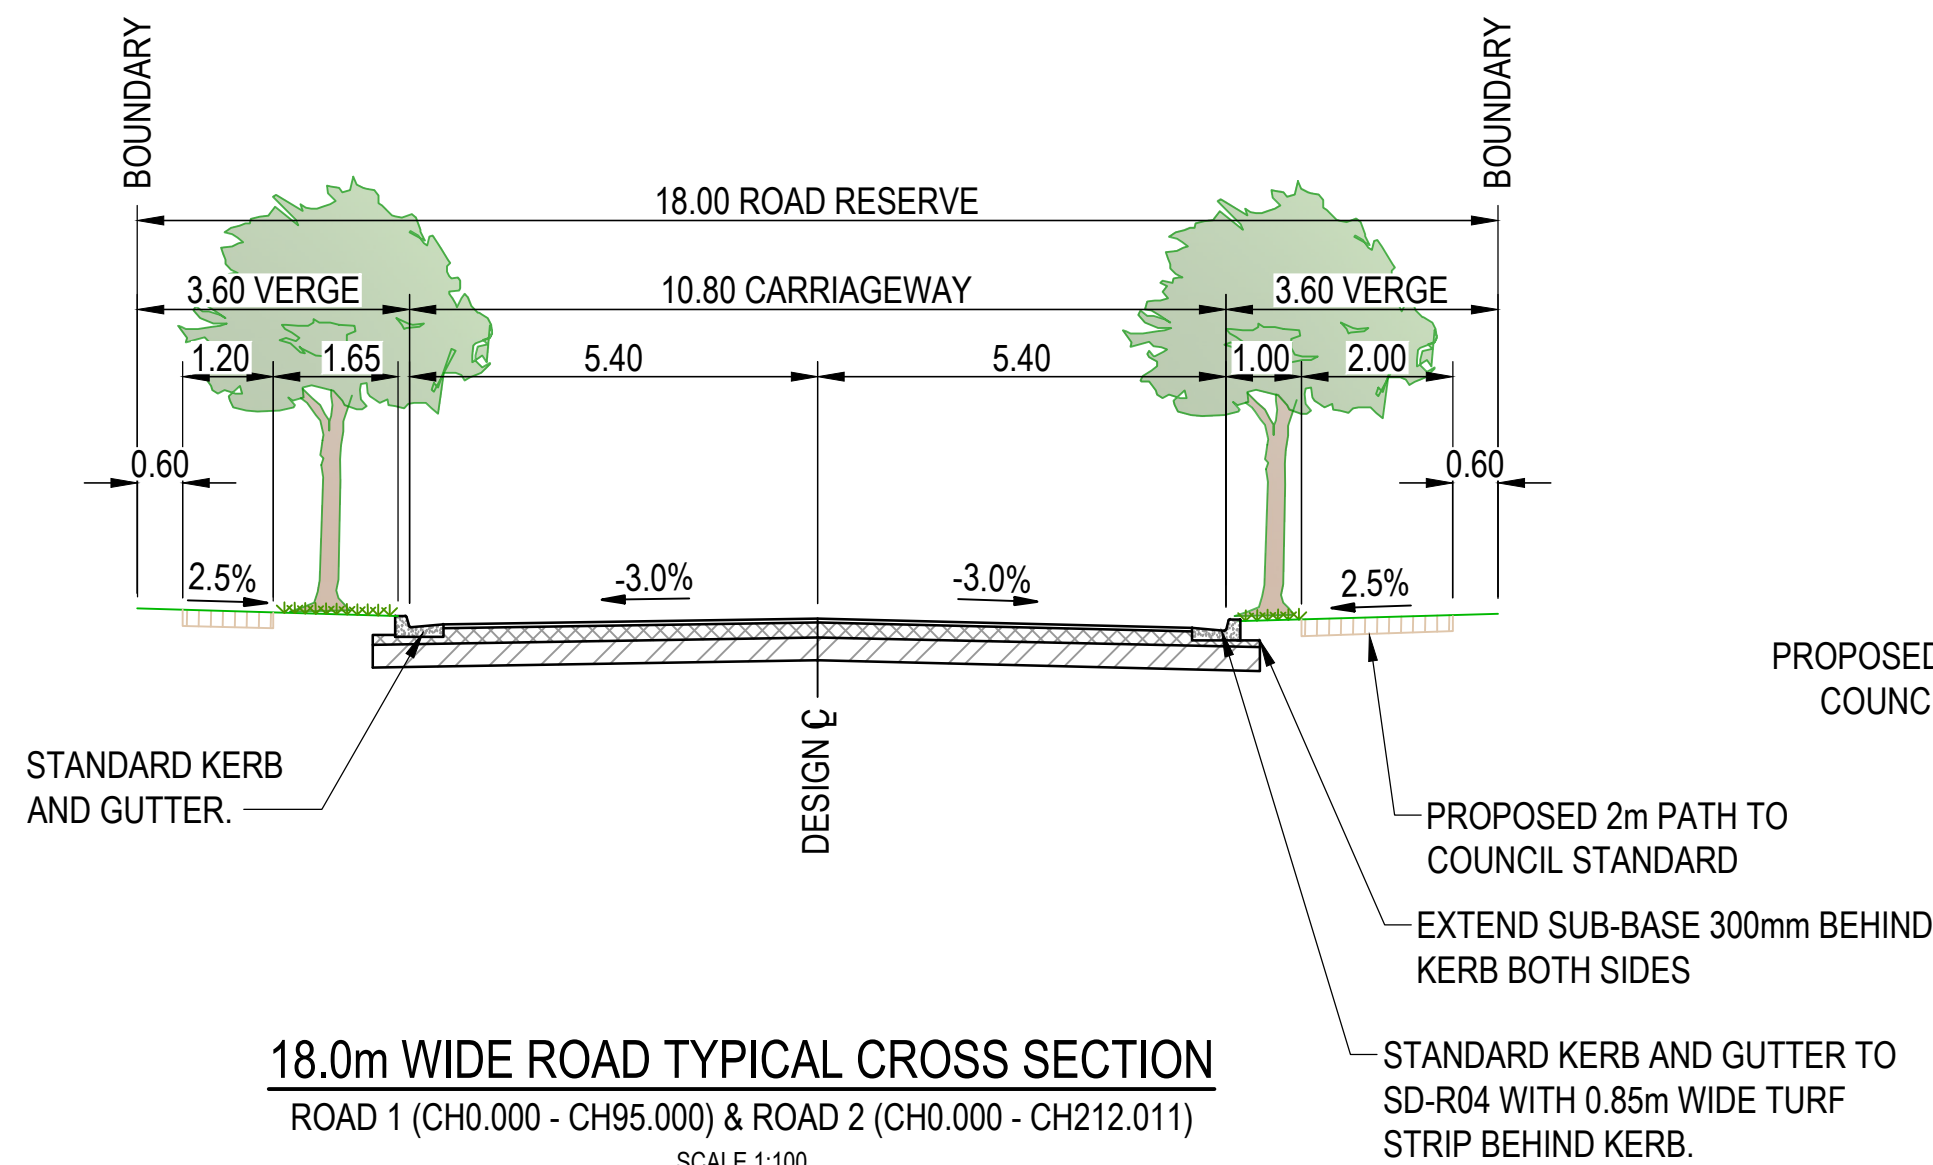 BOUNDARY
BOUNDARY
18.00 ROAD RESERVE
3.60 VERGE
10.80 CARRIAGEWAY
3.60 VERGE
1.20
1.65
5.40
5.40
1.00
2.00
0.60
0.60
2.5%
-3.0%
-3.0%
2.5%
DESIGN ℄
STANDARD KERB
AND GUTTER.
PROPOSED
COUNC
PROPOSED 2m PATH TO
COUNCIL STANDARD
EXTEND SUB-BASE 300mm BEHIND
KERB BOTH SIDES
STANDARD KERB AND GUTTER TO
SD-R04 WITH 0.85m WIDE TURF
STRIP BEHIND KERB.
18.0m WIDE ROAD TYPICAL CROSS SECTION
ROAD 1 (CH0.000 - CH95.000) & ROAD 2 (CH0.000 - CH212.011)
SCALE 1:100